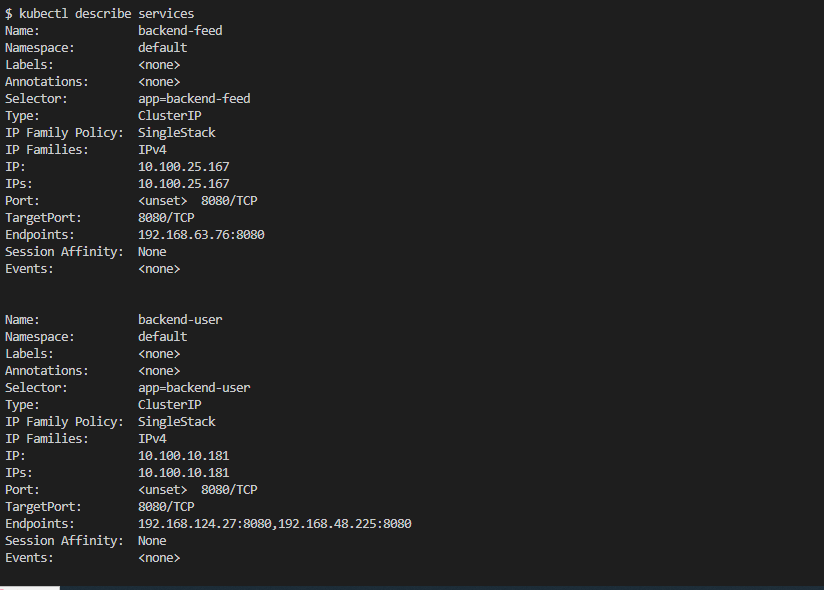 $ kubectl describe services
Name:              backend-feed
Namespace:         default
Labels:            <none>
Annotations:       <none>
Selector:          app=backend-feed
Type:              ClusterIP
IP Family Policy:  SingleStack
IP Families:       IPv4
IP:                10.100.25.167
IPs:               10.100.25.167
Port:              <unset>  8080/TCP
TargetPort:        8080/TCP
Endpoints:         192.168.63.76:8080
Session Affinity:  None
Events:            <none>
Name:              backend-user
Namespace:         default
Labels:            <none>
Annotations:       <none>
Selector:          app=backend-user
Type:              ClusterIP
IP Family Policy:  SingleStack
IP Families:       IPv4
IP:                10.100.10.181
IPs:               10.100.10.181
Port:              <unset>  8080/TCP
TargetPort:        8080/TCP
Endpoints:         192.168.124.27:8080,192.168.48.225:8080
Session Affinity:  None
Events:            <none>